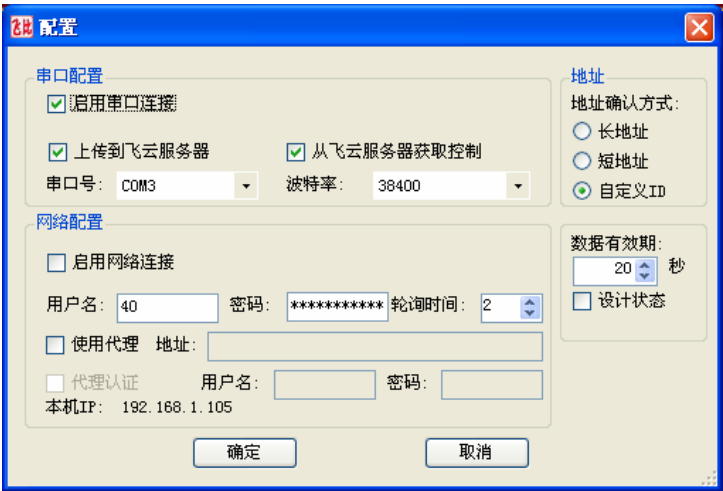 飞比 配置
串口配置
启用串口连接
上传到飞云服务器 从飞云服务器获取控制
串口号: COM3 波特率: 38400
网络配置
启用网络连接
用户名: 40 密码: *********** 轮询时间: 2
使用代理 地址:
代理认证 用户名: 密码:
本机IP: 192.168.1.105
地址
地址确认方式:
长地址
短地址
自定义ID
数据有效期:
20 秒
设计状态
确定 取消